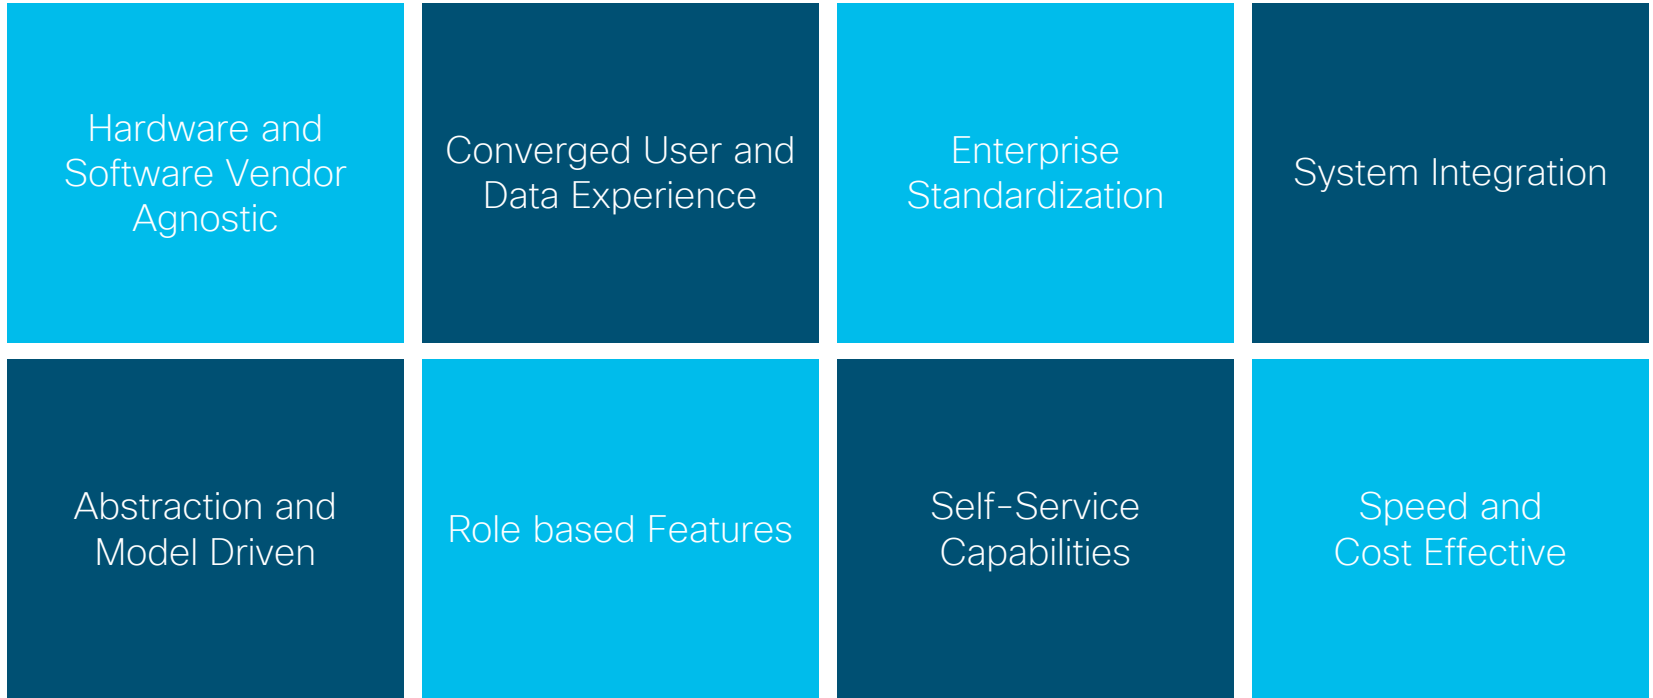 Hardware and
Software Vendor
Agnostic
Converged User and
Data Experience
Enterprise
Standardization
System Integration
Abstraction and
Model Driven
Role based Features
Self-Service
Capabilities
Speed and
Cost Effective